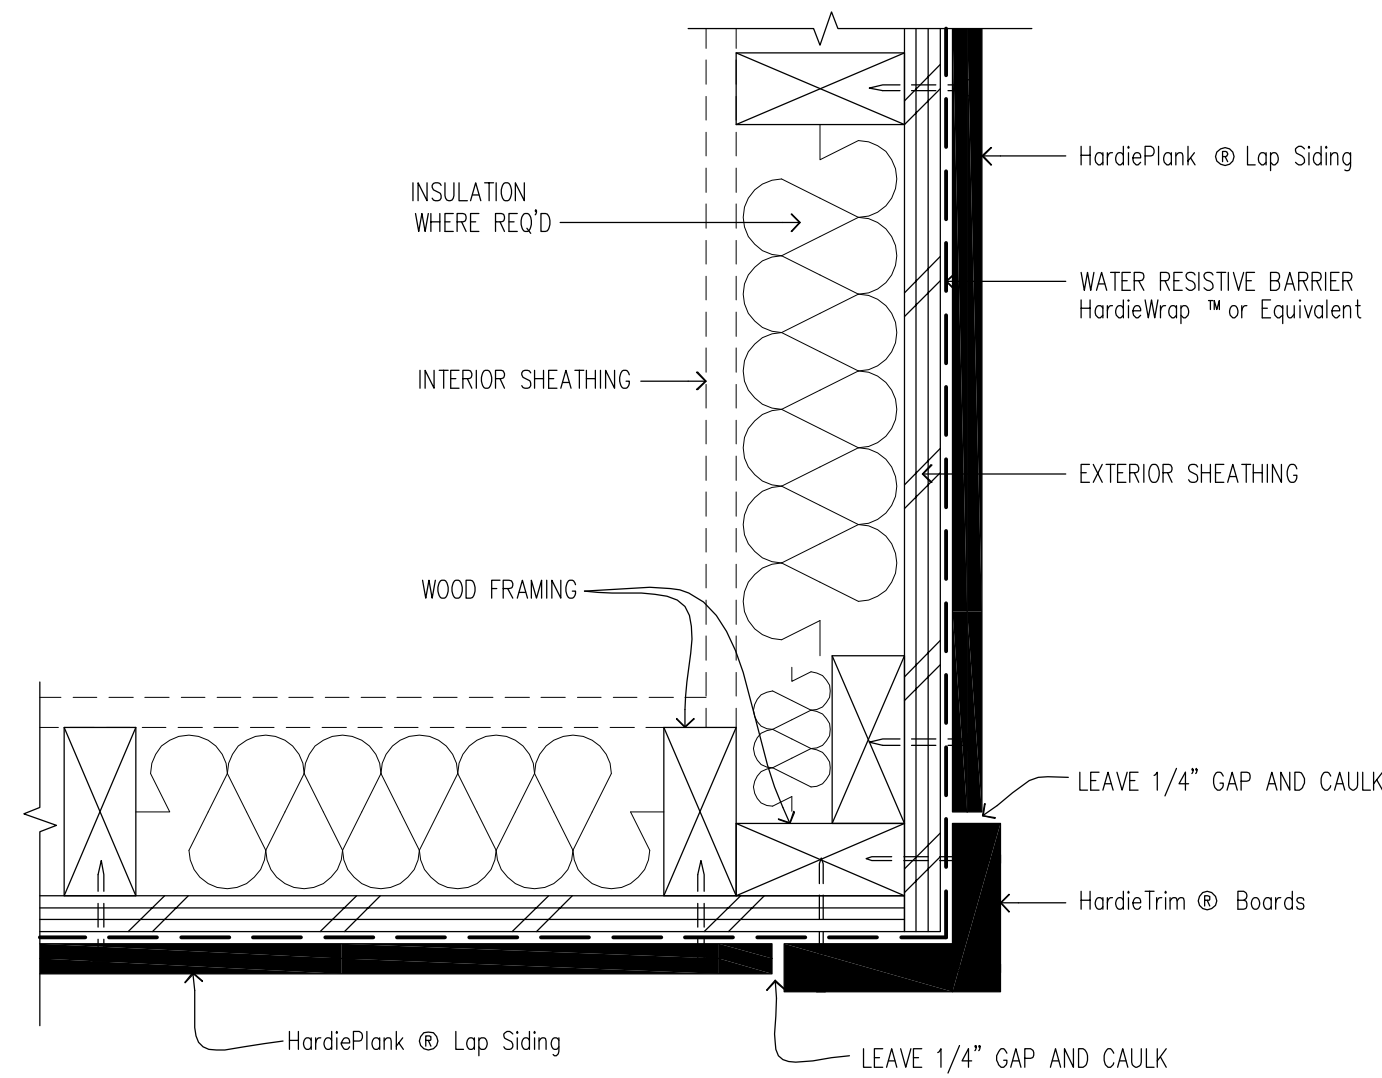 HardiePlank ® Lap Siding
INSULATION
WHERE REQ'D
WATER RESISTIVE BARRIER
HardieWrap ™ or Equivalent
INTERIOR SHEATHING
EXTERIOR SHEATHING
WOOD FRAMING
LEAVE 1/4" GAP AND CAULK
HardieTrim ® Boards
HardiePlank ® Lap Siding
LEAVE 1/4" GAP AND CAULK